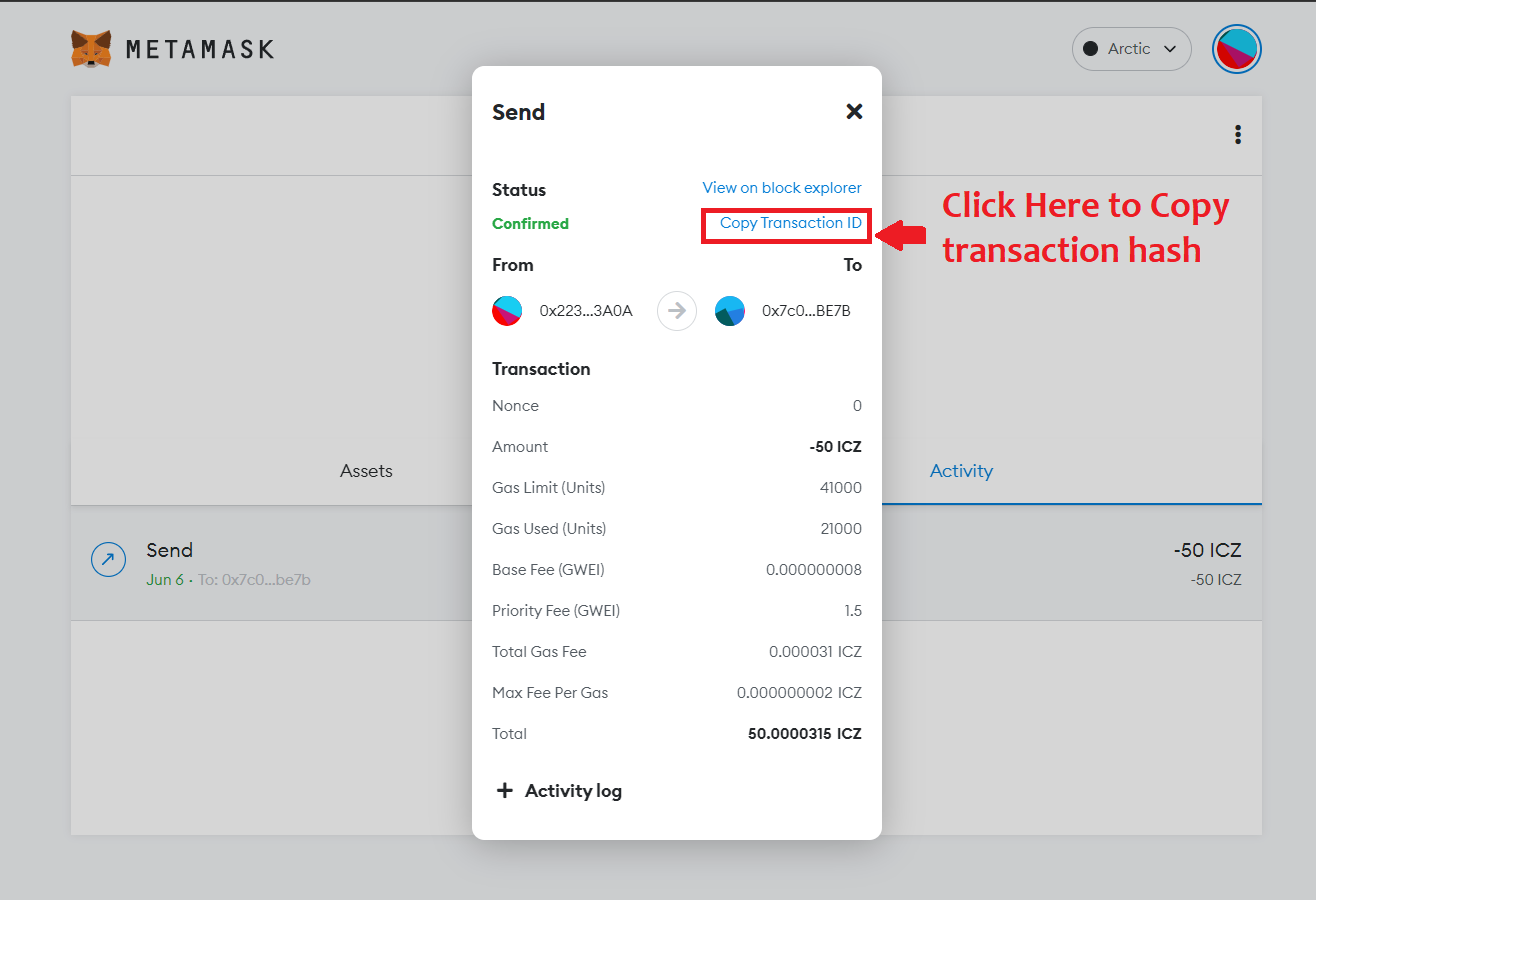 METAMASK
Arctic
Send
Status
View on block explorer
Confirmed
Copy Transaction ID
Click Here to Copy
transaction hash
From
To
0x223...3A0A
0x7c0...BE7B
Transaction
Nonce
0
Amount
-50 ICZ
Gas Limit (Units)
41000
Gas Used (Units)
21000
Base Fee (GWEI)
0.000000008
Priority Fee (GWEI)
1.5
Total Gas Fee
0.000031 ICZ
Max Fee Per Gas
0.000000002 ICZ
Total
50.0000315 ICZ
Activity log
Assets
Activity
Send
Jun 6 · To: 0x7c0...be7b
-50 ICZ
-50 ICZ